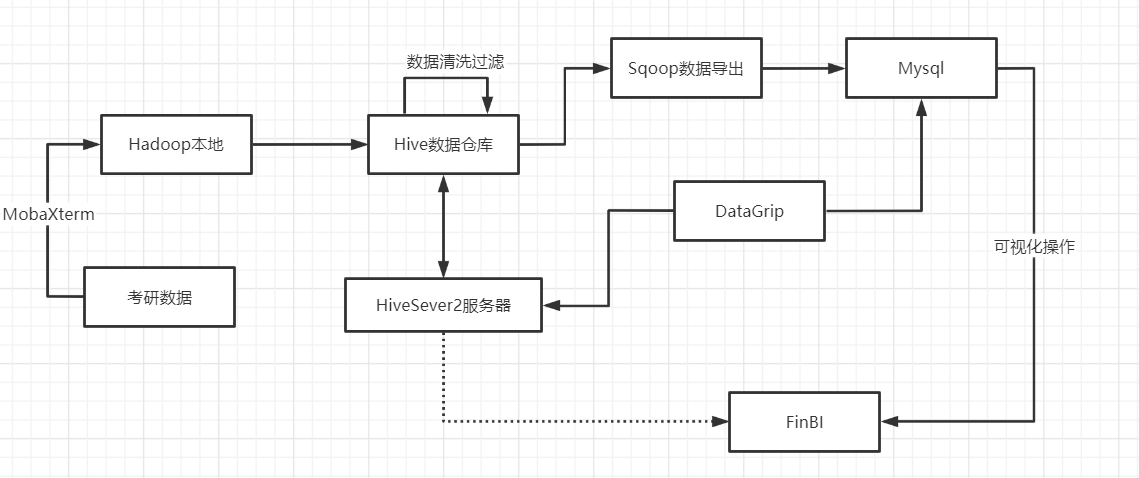 数据清洗过滤
Sqoop数据导出
Mysql
Hadoop本地
Hive数据仓库
MobaXterm
DataGrip
可视化操作
考研数据
HiveSever2服务器
FinBI